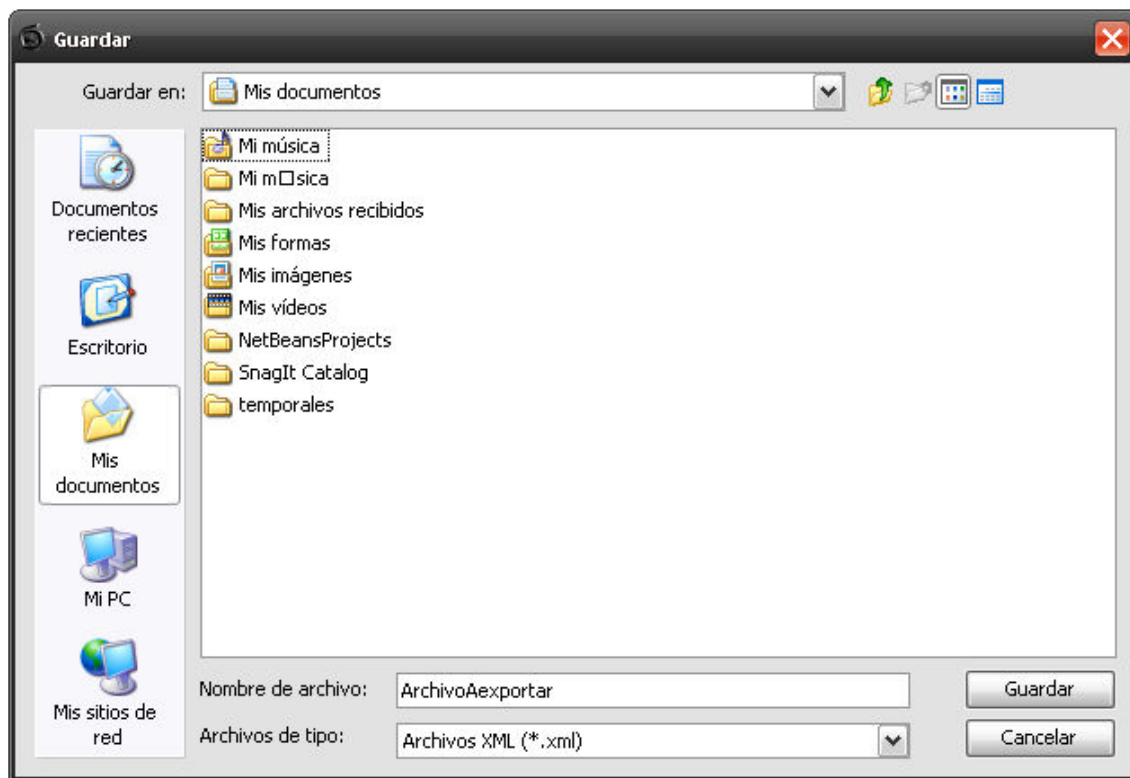 Guardar
Guardar en:
Mis documentos
Documentos
recientes
Escritorio
Mis
documentos
Mi PC
Mis sitios de
red
Mi música
Mi m□sica
Mis archivos recibidos
Mis formas
Mis imágenes
Mis vídeos
NetBeansProjects
SnagIt Catalog
temporales
Nombre de archivo:
ArchivoAexportar
Guardar
Archivos de tipo:
Archivos XML (*.xml)
Cancelar